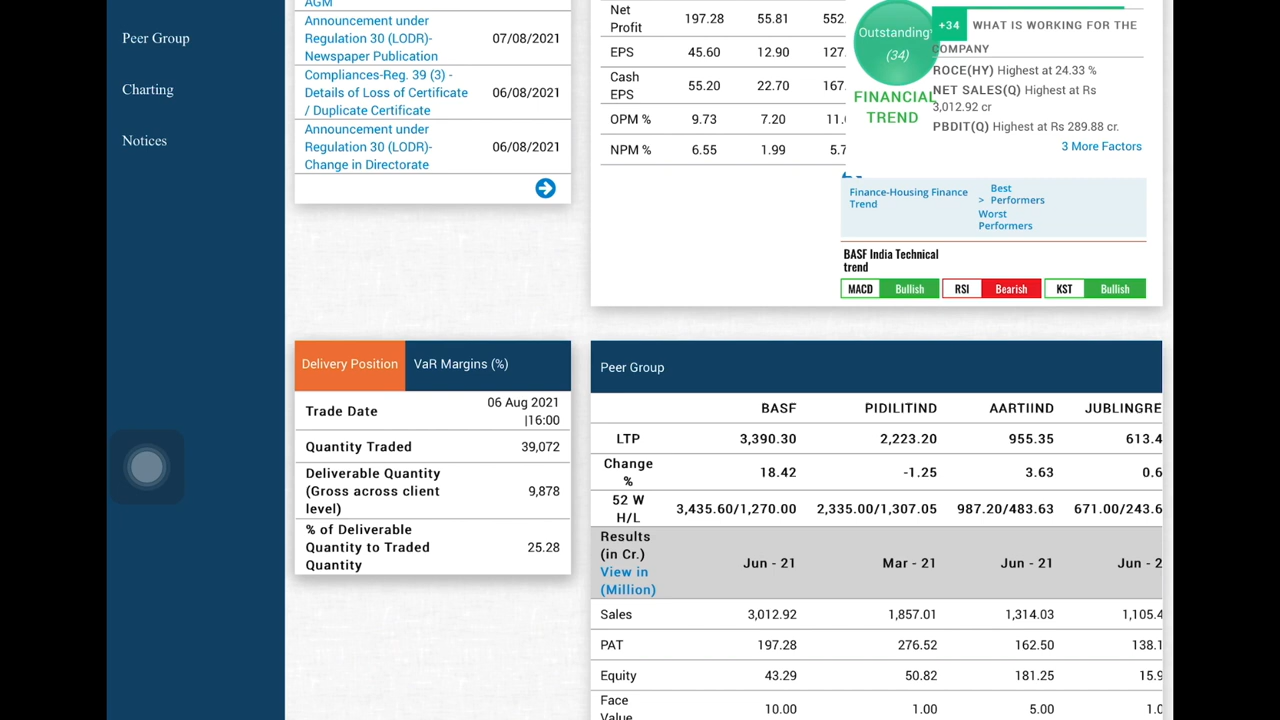 Peer Group
Charting
Notices
AGM
Announcement under
Regulation 30 (LODR)-
Newspaper Publication
07/08/2021
Compliances-Reg. 39 (3) -
Details of Loss of Certificate
/ Duplicate Certificate
06/08/2021
Announcement under
Regulation 30 (LODR)-
Change in Directorate
06/08/2021
Net
Profit 197.28 55.81 552.
EPS 45.60 12.90 127.
Cash
EPS 55.20 22.70 167.
OPM % 9.73 7.20 11.
NPM % 6.55 1.99 5.7
Outstanding
(34)
FINANCIAL
TREND
+34 WHAT IS WORKING FOR THE
COMPANY
ROCE(HY) Highest at 24.33 %
NET SALES(Q) Highest at Rs
3,012.92 cr
PBDIT(Q) Highest at Rs 289.88 cr.
3 More Factors
Finance-Housing Finance
Trend
Best
> Performers
Worst
Performers
BASF India Technical
trend
MACD Bullish RSI Bearish KST Bullish
Delivery Position VaR Margins (%)
Trade Date 06 Aug 2021
|16:00
Quantity Traded 39,072
Deliverable Quantity
(Gross across client
level)
9,878
% of Deliverable
Quantity to Traded
Quantity
25.28
Peer Group
BASF PIDILITIND AARTIIND JUBLINGRE
LTP 3,390.30 2,223.20 955.35 613.4
Change
% 18.42 -1.25 3.63 0.6
52 W
H/L 3,435.60/1,270.00 2,335.00/1,307.05 987.20/483.63 671.00/243.6
Results
(in Cr.)
View in
(Million)
Jun - 21 Mar - 21 Jun - 21 Jun - 2
Sales 3,012.92 1,857.01 1,314.03 1,105.4
PAT 197.28 276.52 162.50 138.1
Equity 43.29 50.82 181.25 15.9
Face
Value 10.00 1.00 5.00 1.0